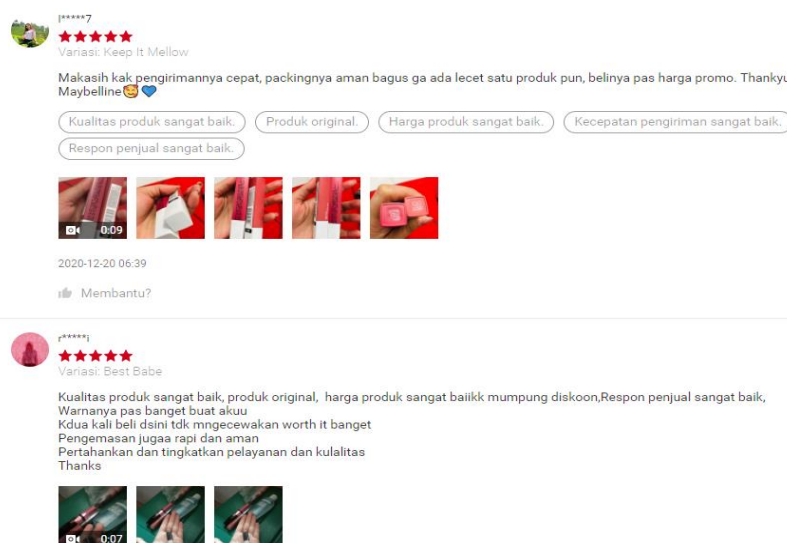 l*****7
Variasi: Keep It Mellow
Makasih kak pengirimannya cepat, packingnya aman bagus ga ada lecet satu produk pun, belinya pas harga promo. Thankyu
Maybelline🥰 💙
Kualitas produk sangat baik. Produk original. Harga produk sangat baik. Kecepatan pengiriman sangat baik.
Respon penjual sangat baik.
0:09
2020-12-20 06:39
Membantu?
r*****i
Variasi: Best Babe
Kualitas produk sangat baik, produk original, harga produk sangat baiikk mumpung diskoon,Respon penjual sangat baik,
Warnanya pas banget buat akuu
Kdua kali beli dsini tdk mngecewakan worth it banget
Pengemasan jugaa rapi dan aman
Pertahankan dan tingkatkan pelayanan dan kulalitas
Thanks
0:07